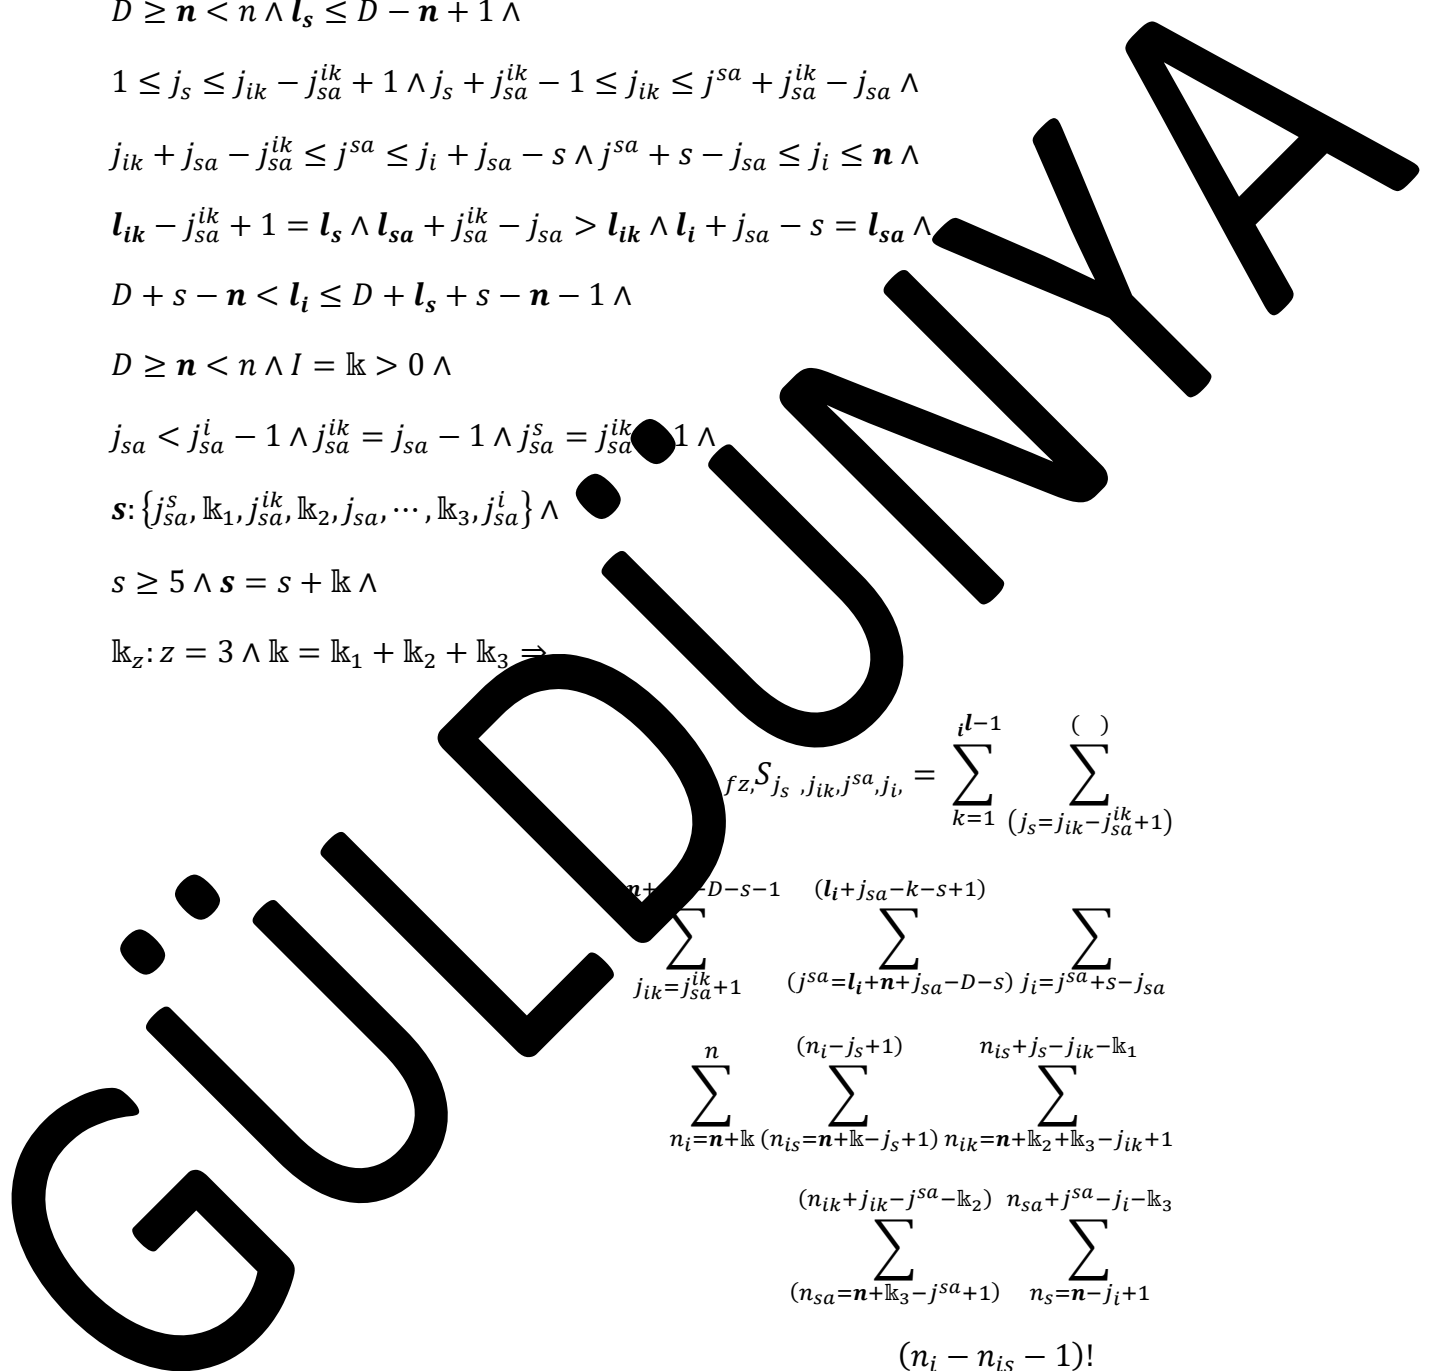 D ≥ n < n ∧ l_s ≤ D − n + 1 ∧
1 ≤ j_s ≤ j_{ik} − j_{sa}^{ik} + 1 ∧ j_s + j_{sa}^{ik} − 1 ≤ j_{ik} ≤ j^{sa} + j_{sa}^{ik} − j_{sa} ∧
j_{ik} + j_{sa} − j_{sa}^{ik} ≤ j^{sa} ≤ j_i + j_{sa} − s ∧ j^{sa} + s − j_{sa} ≤ j_i ≤ n ∧
l_{ik} − j_{sa}^{ik} + 1 = l_s ∧ l_{sa} + j_{sa}^{ik} − j_{sa} > l_{ik} ∧ l_i + j_{sa} − s = l_{sa} ∧
D + s − n < l_i ≤ D + l_s + s − n − 1 ∧
D ≥ n < n ∧ I = 𝕜 > 0 ∧
j_{sa} < j_{sa}^i − 1 ∧ j_{sa}^{ik} = j_{sa} − 1 ∧ j_{sa}^s = j_{sa}^{ik} 1 ∧
s: {j_{sa}^s, 𝕜_1, j_{sa}^{ik}, 𝕜_2, j_{sa}, ⋯, 𝕜_3, j_{sa}^i} ∧
s ≥ 5 ∧ s = s + 𝕜 ∧
𝕜_z: z = 3 ∧ 𝕜 = 𝕜_1 + 𝕜_2 + 𝕜_3 ⇒
_{fz,}S_{j_s ,j_{ik},j^{sa},j_i,} = ∑_{k=1}^{_il−1} ∑_{(j_s=j_{ik}−j_{sa}^{ik}+1)}^{( )}
∑_{j_{ik}=j_{sa}^{ik}+1}^{n+ −D−s−1} ∑_{(j^{sa}=l_i+n+j_{sa}−D−s)}^{(l_i+j_{sa}−k−s+1)} ∑_{j_i=j^{sa}+s−j_{sa}}
∑_{n_i=n+𝕜}^{n} ∑_{(n_{is}=n+𝕜−j_s+1)}^{(n_i−j_s+1)} ∑_{n_{ik}=n+𝕜_2+𝕜_3−j_{ik}+1}^{n_{is}+j_s−j_{ik}−𝕜_1}
∑_{(n_{sa}=n+𝕜_3−j^{sa}+1)}^{(n_{ik}+j_{ik}−j^{sa}−𝕜_2)} ∑_{n_s=n−j_i+1}^{n_{sa}+j^{sa}−j_i−𝕜_3}
(n_i − n_{is} − 1)!
GÜLDÜNYA